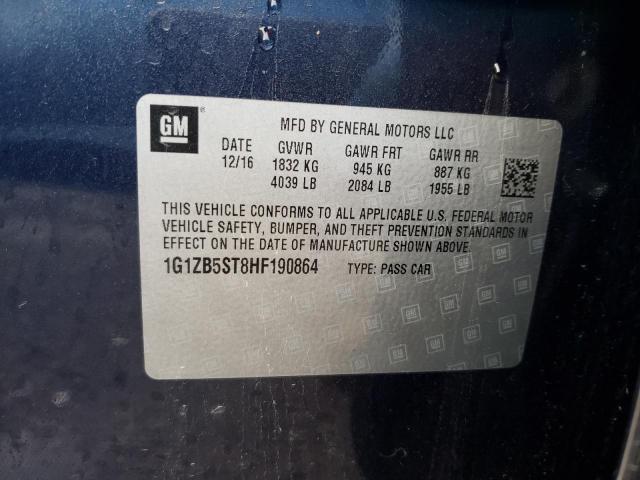 GM
MFD BY GENERAL MOTORS LLC
DATE GVWR GAWR FRT GAWR RR
12/16 1832 KG 945 KG 887 KG
4039 LB 2084 LB 1955 LB
THIS VEHICLE CONFORMS TO ALL APPLICABLE U.S. FEDERAL MOTOR
VEHICLE SAFETY, BUMPER, AND THEFT PREVENTION STANDARDS IN
EFFECT ON THE DATE OF MANUFACTURE SHOWN ABOVE.
1G1ZB5ST8HF190864 TYPE: PASS CAR